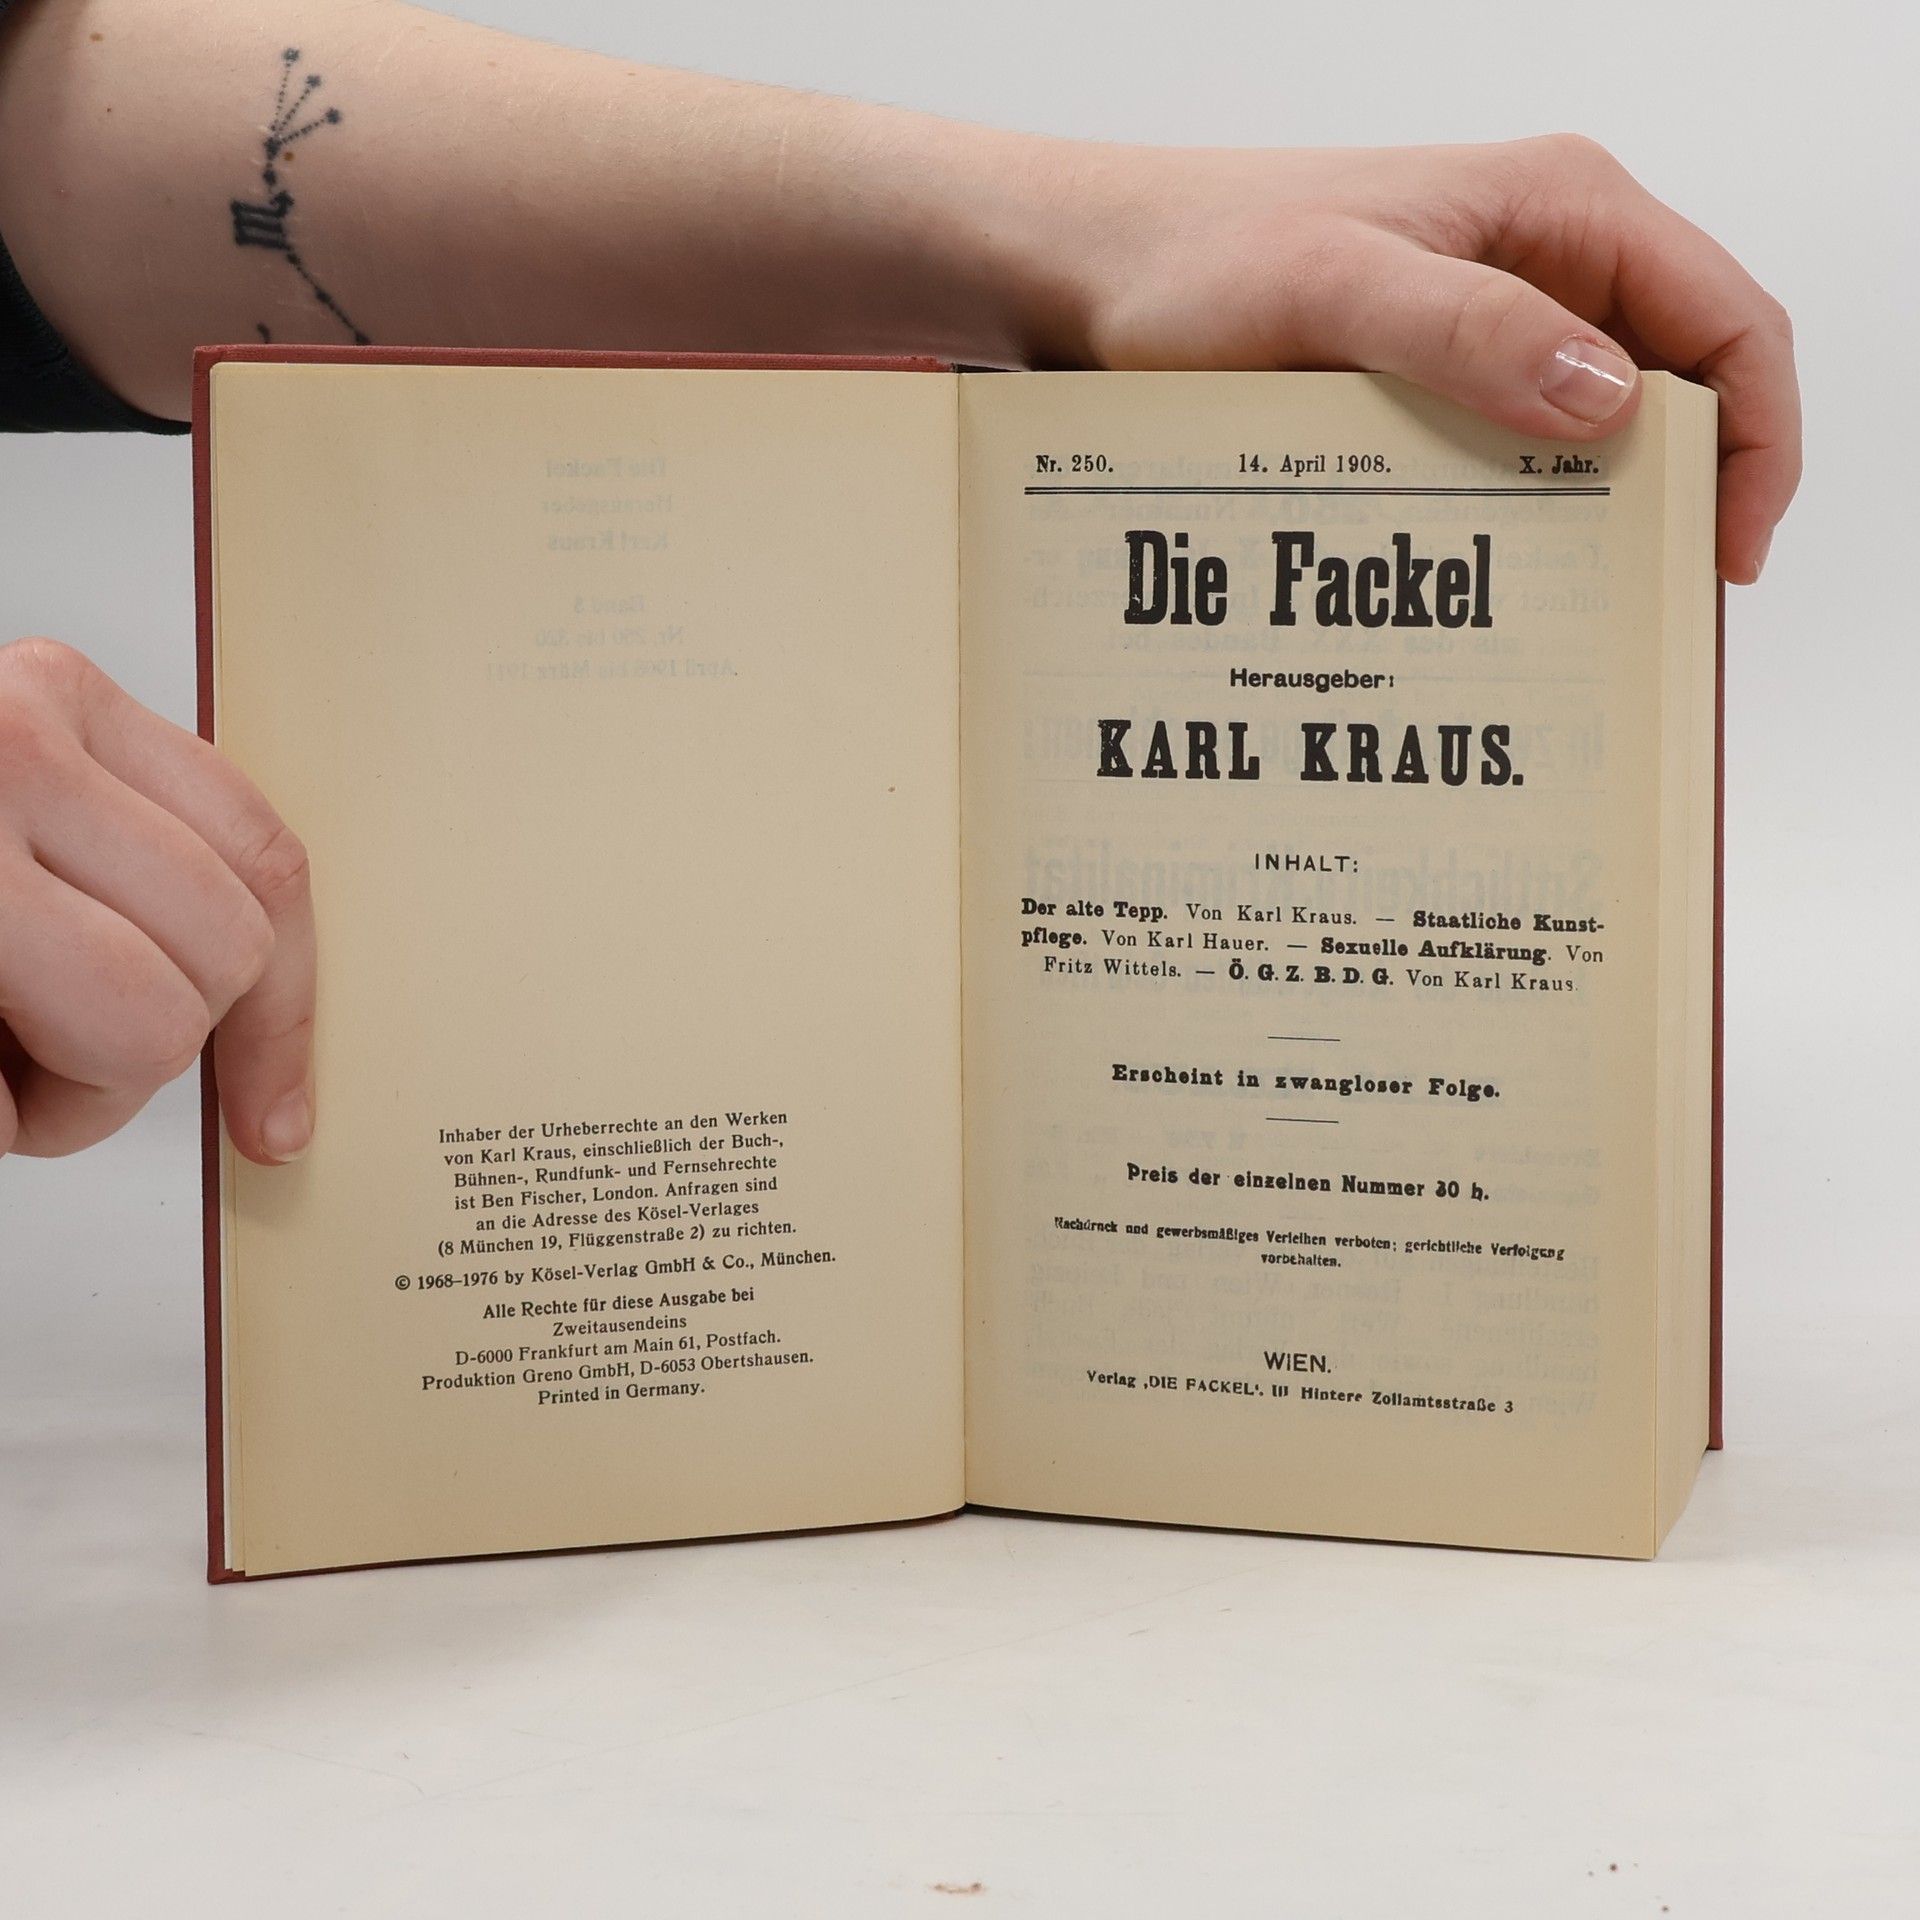 Inhaber der Urheberrechte an den Werken
von Karl Kraus, einschließlich der Buch-,
Bühnen-, Rundfunk- und Fernsehrechte
ist Ben Fischer, London. Anfragen sind
an die Adresse des Kösel-Verlages
(8 München 19, Flüggenstraße 2) zu richten.
© 1968–1976 by Kösel-Verlag GmbH & Co., München.
Alle Rechte für diese Ausgabe bei
Zweitausendeins
D-6000 Frankfurt am Main 61, Postfach.
Produktion Greno GmbH, D-6053 Obertshausen.
Printed in Germany.
Nr. 250. 14. April 1908. X. Jahr.
Die Fackel
Herausgeber:
KARL KRAUS.
INHALT:
Der alte Tepp. Von Karl Kraus. — Staatliche Kunst-
pflege. Von Karl Hauer. — Sexuelle Aufklärung. Von
Fritz Wittels. — Ö. G. Z. B. D. G. Von Karl Kraus.
Erscheint in zwangloser Folge.
Preis der einzelnen Nummer 30 h.
Nachdruck und gewerbsmäßiges Verleihen verboten; gerichtliche Verfolgung
vorbehalten.
WIEN.
Verlag ‚DIE FACKEL‘, III Hintere Zollamtsstraße 3